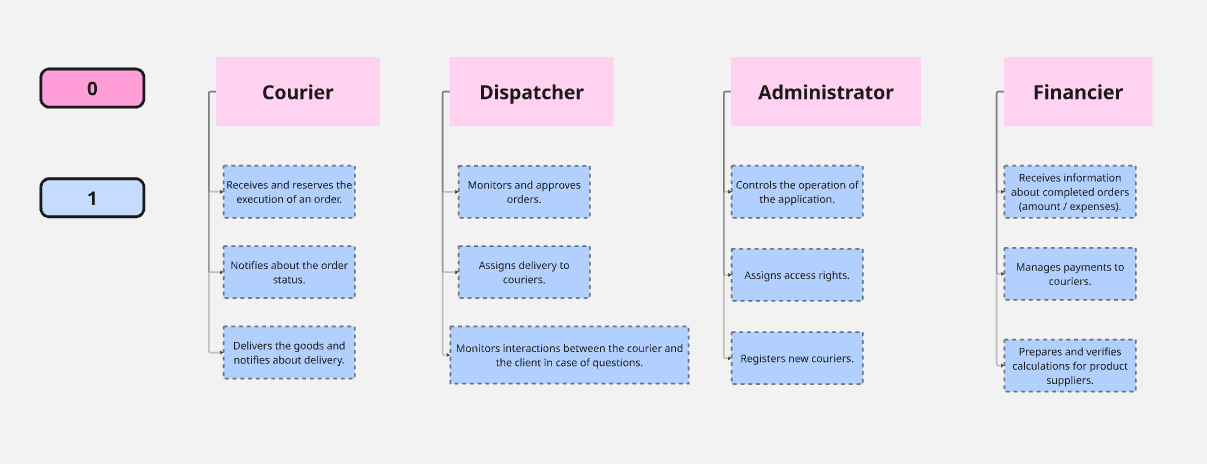 0
1
Courier
Receives and reserves the
execution of an order.
Notifies about the order
status.
Delivers the goods and
notifies about delivery.
Dispatcher
Monitors and approves
orders.
Assigns delivery to
couriers.
Monitors interactions between the courier and
the client in case of questions.
Administrator
Controls the operation of
the application.
Assigns access rights.
Registers new couriers.
Financier
Receives information
about completed orders
(amount / expenses).
Manages payments to
couriers.
Prepares and verifies
calculations for product
suppliers.